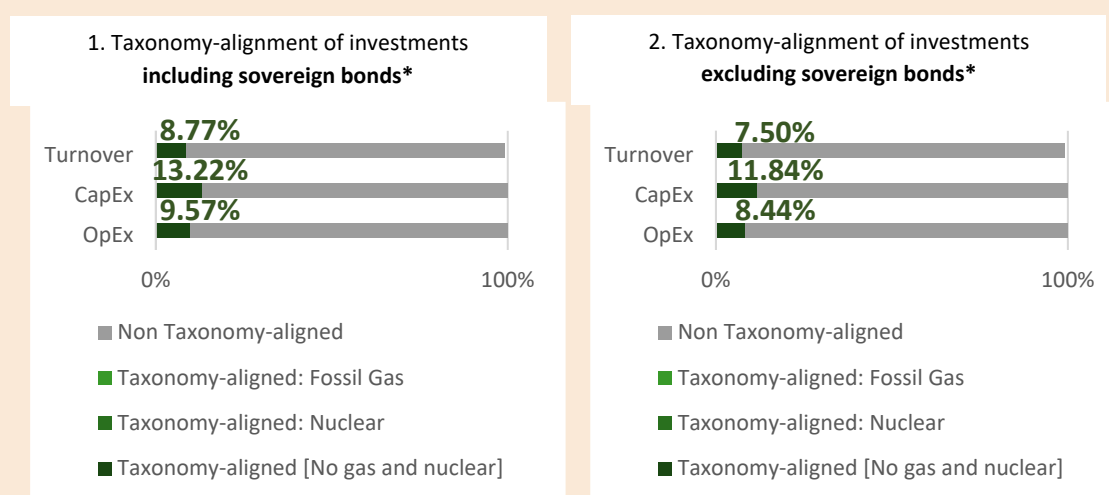 1. Taxonomy-alignment of investments
including sovereign bonds*
8.77%
Turnover
13.22%
CapEx
9.57%
OpEx
0%
100%
Non Taxonomy-aligned
Taxonomy-aligned: Fossil Gas
Taxonomy-aligned: Nuclear
Taxonomy-aligned [No gas and nuclear]
2. Taxonomy-alignment of investments
excluding sovereign bonds*
7.50%
Turnover
11.84%
CapEx
8.44%
OpEx
0%
100%
Non Taxonomy-aligned
Taxonomy-aligned: Fossil Gas
Taxonomy-aligned: Nuclear
Taxonomy-aligned [No gas and nuclear]